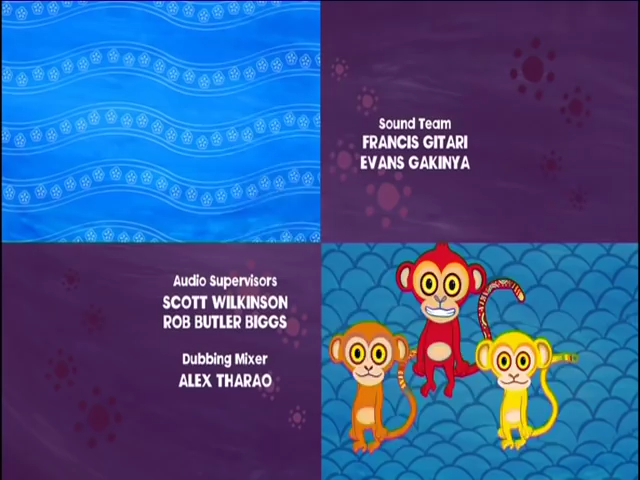 Sound Team
FRANCIS GITARI
EVANS GAKINYA
Audio Supervisors
SCOTT WILKINSON
ROB BUTLER BIGGS
Dubbing Mixer
ALEX THARAO